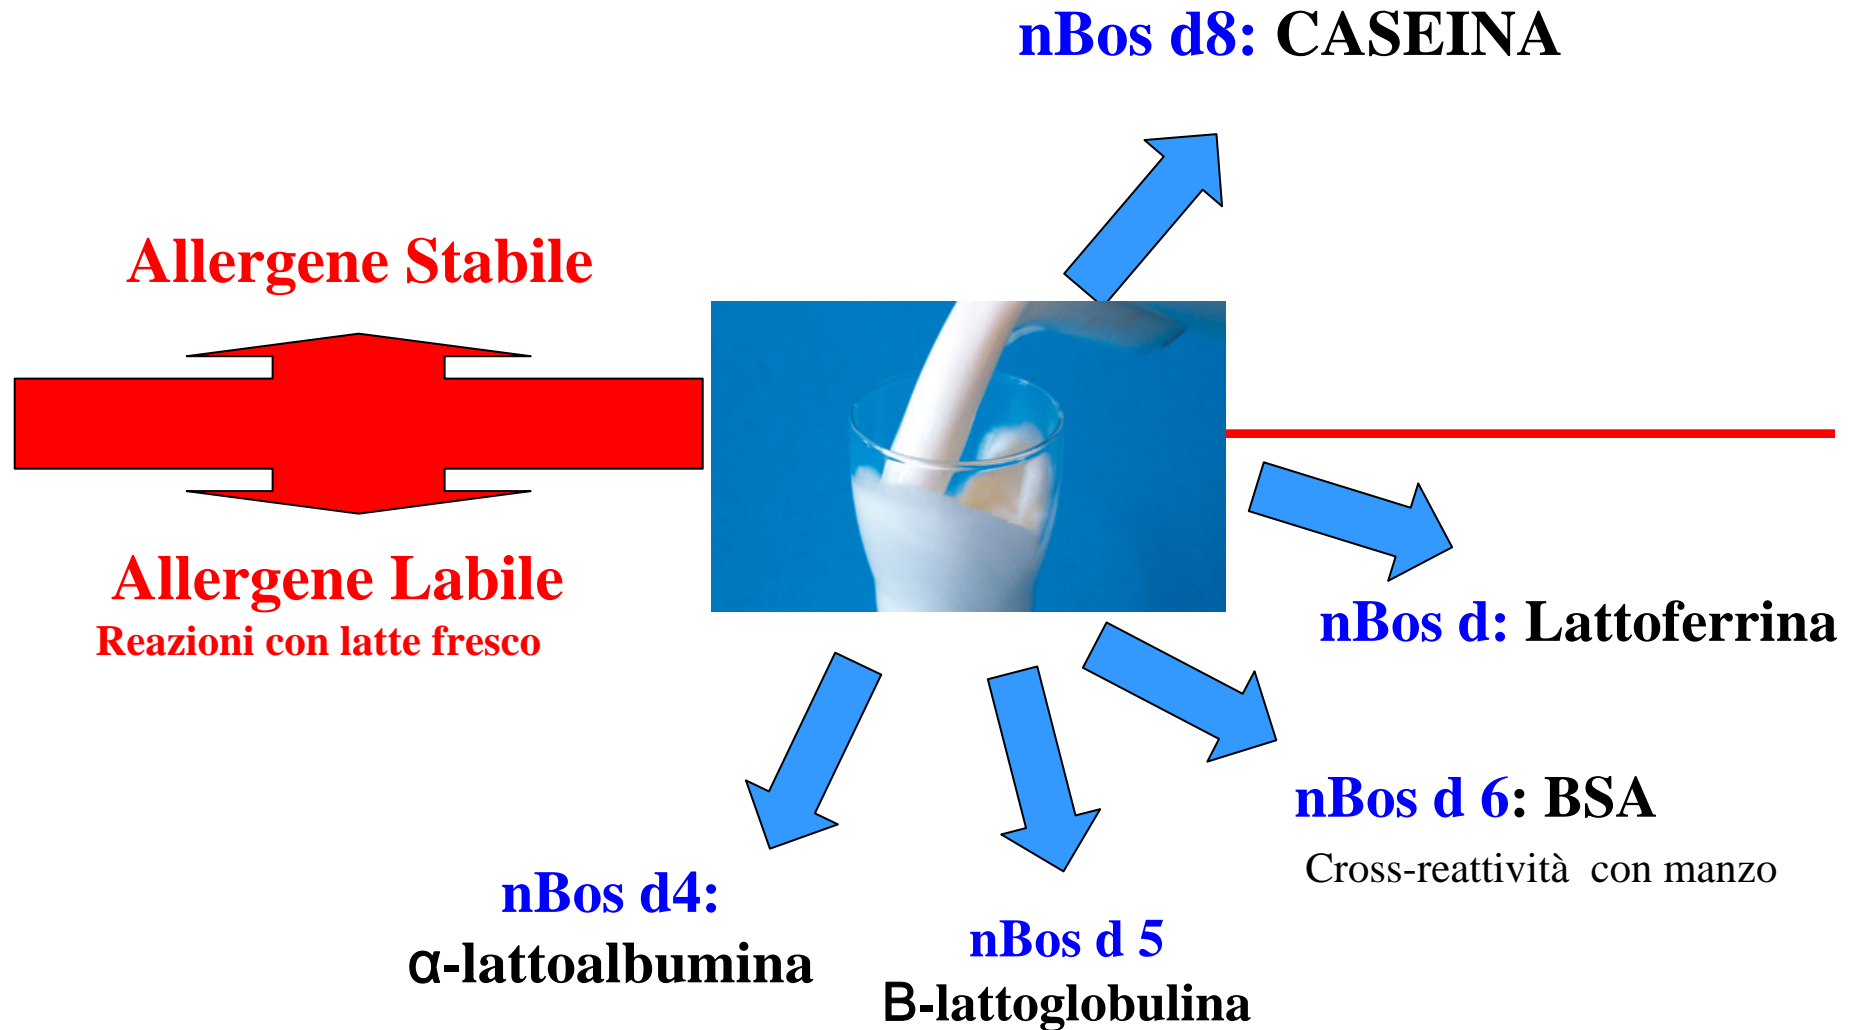 nBos d8: CASEINA
Allergene Stabile
Allergene Labile
Reazioni con latte fresco
nBos d: Lattoferrina
nBos d 6: BSA
Cross-reattività con manzo
nBos d4:
α-lattoalbumina
nBos d 5
Β-lattoglobulina